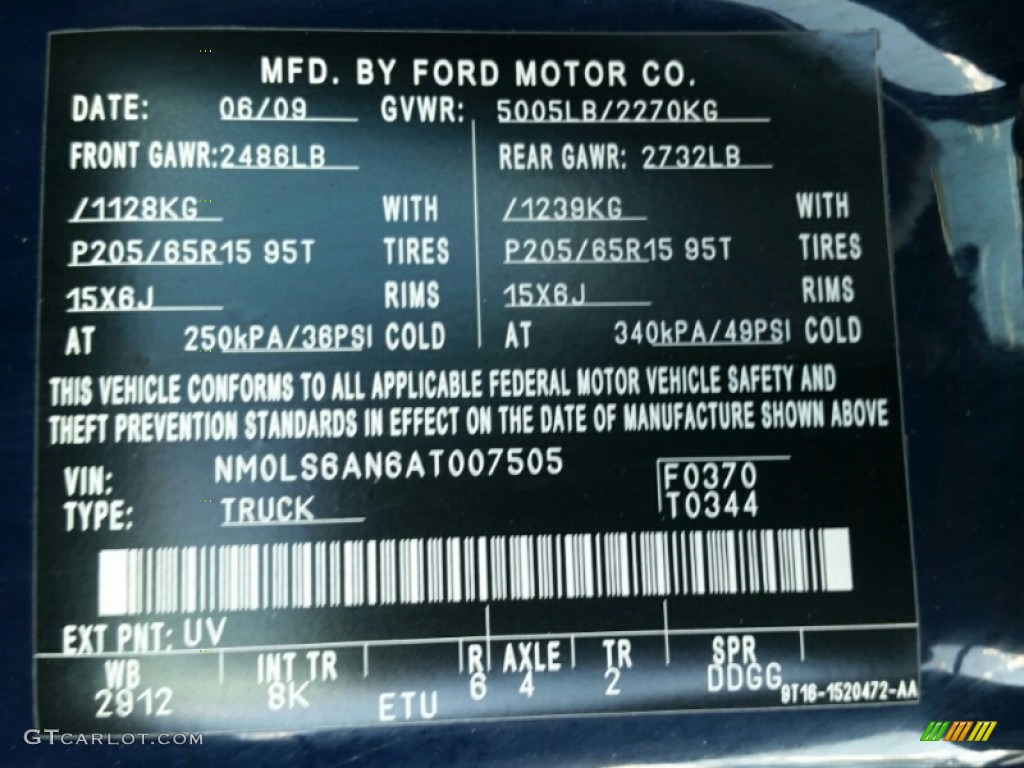 MFD. BY FORD MOTOR CO.
DATE: 06/09 GVWR: 5005LB/2270KG
FRONT GAWR: 2486LB REAR GAWR: 2732LB
/1128KG WITH /1239KG WITH
P205/65R15 95T TIRES P205/65R15 95T TIRES
15X6J RIMS 15X6J RIMS
AT 250kPA/36PSI COLD AT 340kPA/49PSI COLD
THIS VEHICLE CONFORMS TO ALL APPLICABLE FEDERAL MOTOR VEHICLE SAFETY AND
THEFT PREVENTION STANDARDS IN EFFECT ON THE DATE OF MANUFACTURE SHOWN ABOVE
VIN: NM0LS6AN6AT007505 F0370
TYPE: TRUCK T0344
EXT PNT: UV
WB INT TR R AXLE TR SPR
2912 8K ETU 6 4 2 DDGG 9T16-1520472-AA
GTCARLOT.COM